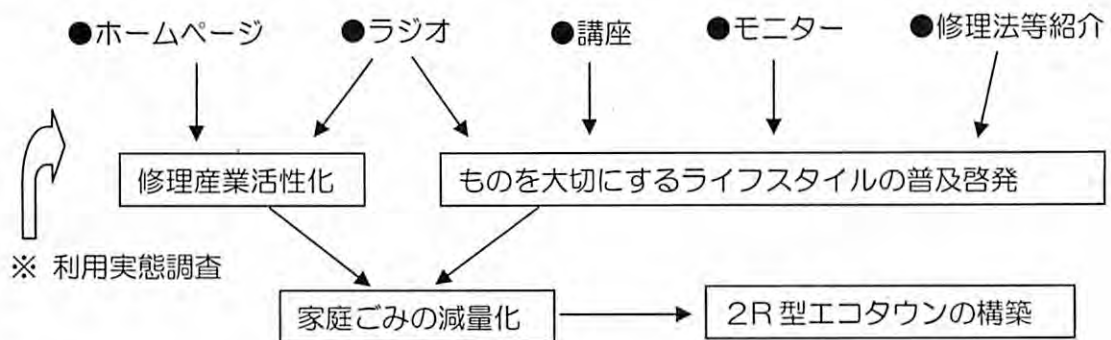 ●ホームページ ●ラジオ ●講座 ●モニター ●修理法等紹介
修理産業活性化 ものを大切にするライフスタイルの普及啓発
※ 利用実態調査
家庭ごみの減量化 2R型エコタウンの構築